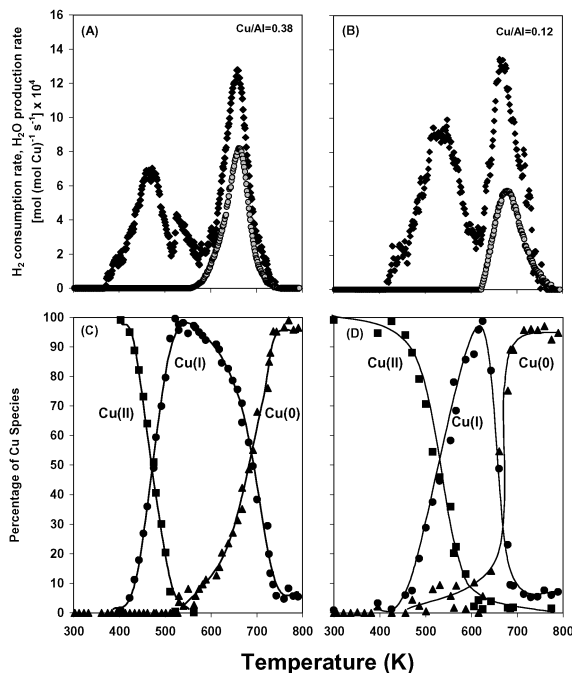 H2 consumption rate, H2O production rate
[mol (mol Cu)-1 s-1] x 10^4
16
14
12
10
8
6
4
2
0
(A)
Cu/Al=0.38
(B)
Cu/Al=0.12
Percentage of Cu Species
100
90
80
70
60
50
40
30
20
10
0
(C)
Cu(I)
Cu(II)
Cu(0)
(D)
Cu(II)
Cu(0)
Cu(I)
300 400 500 600 700 800
300 400 500 600 700 800
Temperature (K)